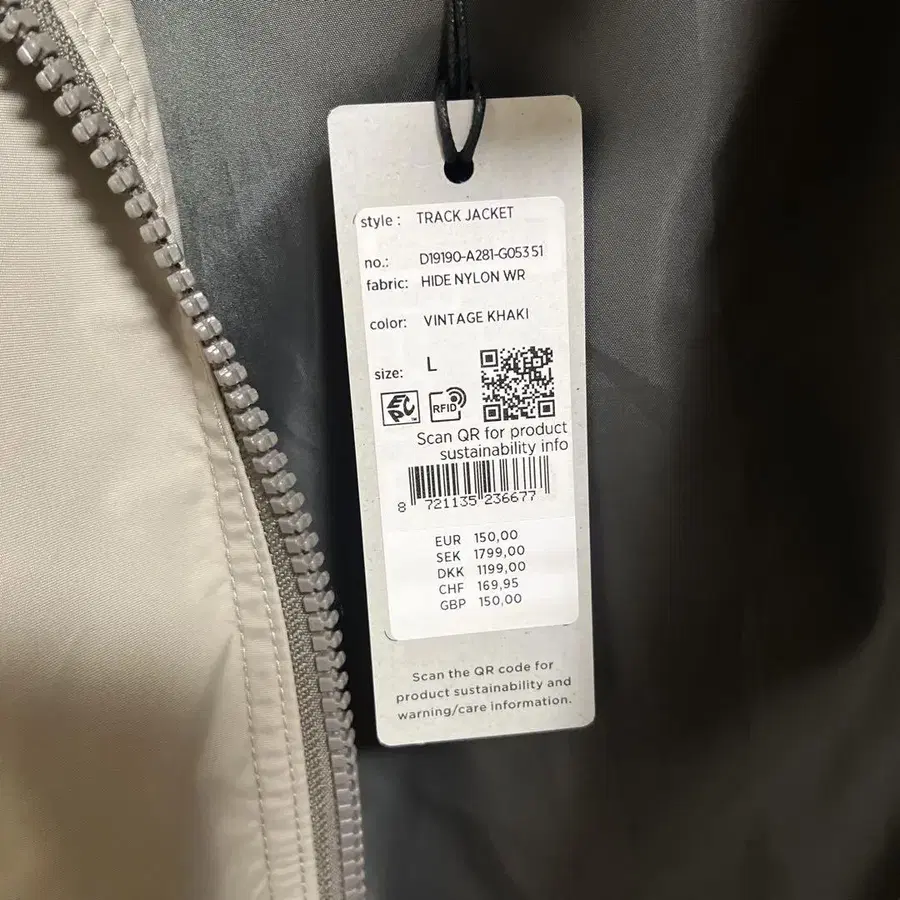 style : TRACK JACKET
no.: D19190-A281-G053 51
fabric: HIDE NYLON WR
color: VINTAGE KHAKI
size: L
RFID
Scan QR for product
sustainability info
8 721135 236677
EUR 150,00
SEK 1799,00
DKK 1199,00
CHF 169,95
GBP 150,00
Scan the QR code for
product sustainability and
warning/care information.